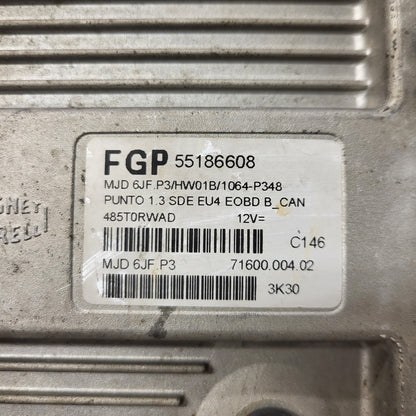 FGP 55186608
MJD 6JF.P3/HW01B/1064-P348
PUNTO 1.3 SDE EU4 EOBD B_CAN
485T0RWAD 12V=
C146
MJD 6JF.P3 71600.004.02
3K30